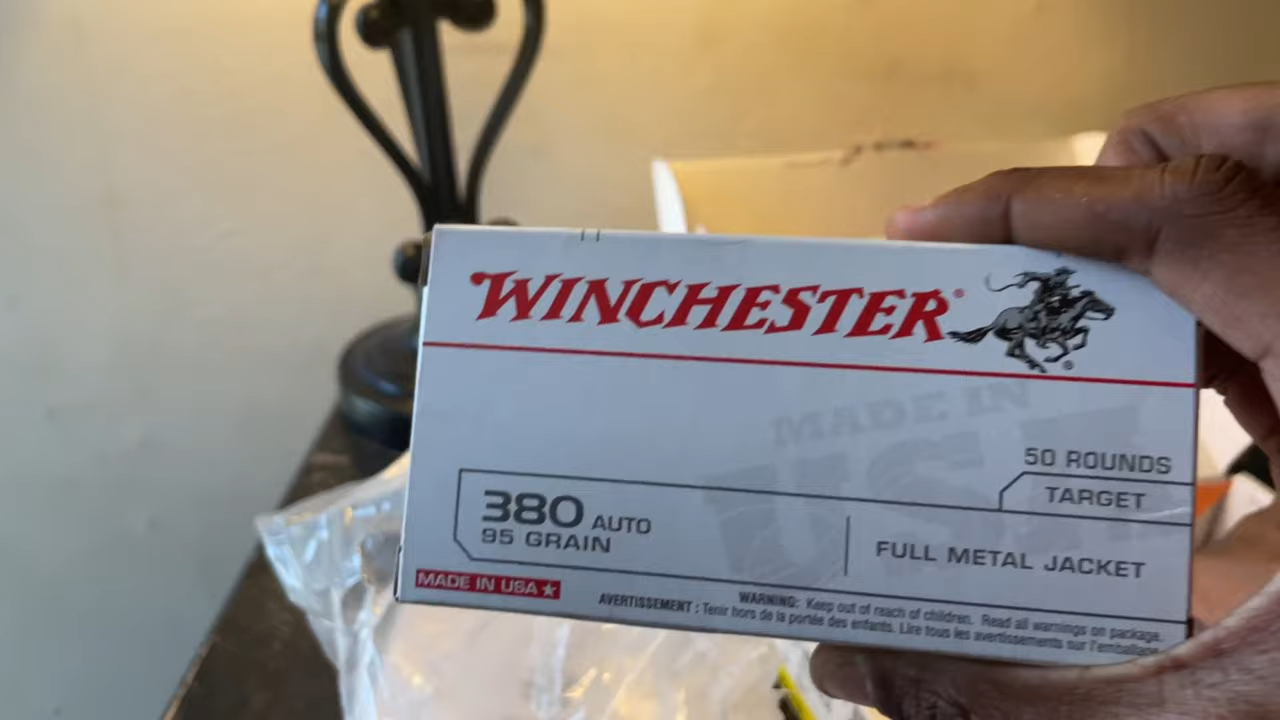 WINCHESTER®
MADE IN
USA
50 ROUNDS
TARGET
380 AUTO
95 GRAIN
FULL METAL JACKET
MADE IN USA
WARNING: Keep out of reach of children. Read all warnings on package.
AVERTISSEMENT : Tenir hors de la portée des enfants. Lire tous les avertissements sur l'emballage